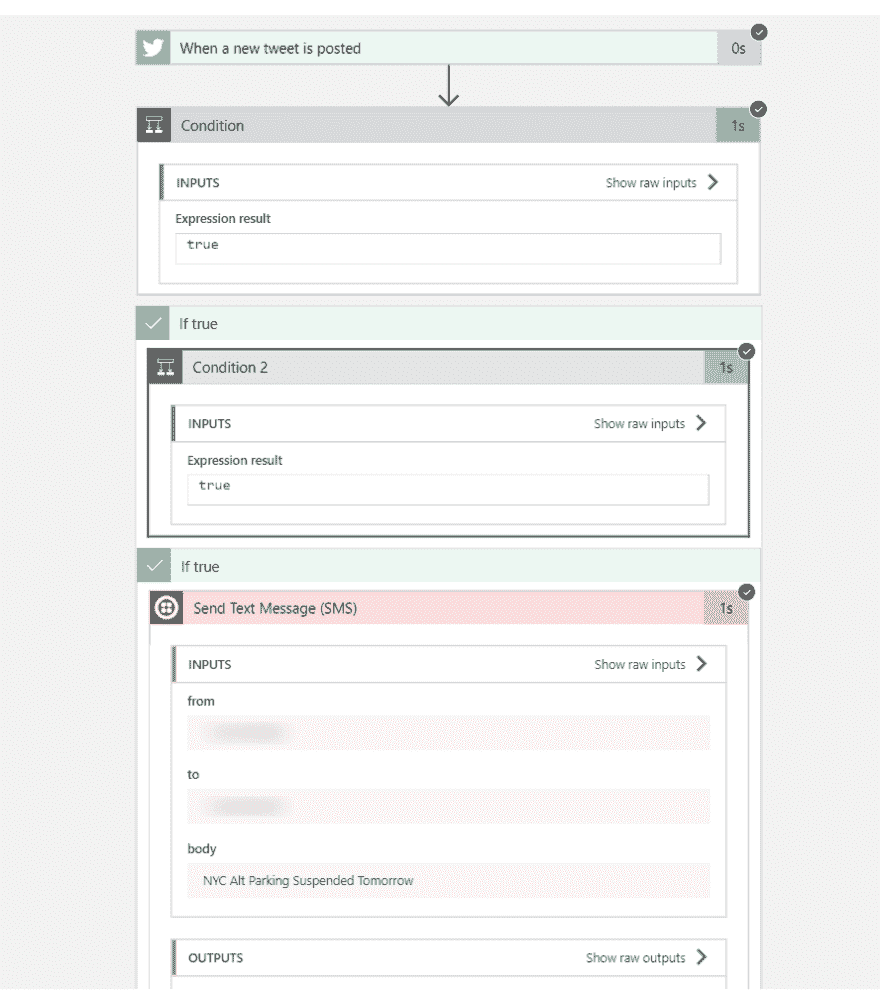 When a new tweet is posted 0s
Condition 1s
INPUTS Show raw inputs
Expression result
true
If true
Condition 2 1s
INPUTS Show raw inputs
Expression result
true
If true
Send Text Message (SMS) 1s
INPUTS Show raw inputs
from
to
body
NYC Alt Parking Suspended Tomorrow
OUTPUTS Show raw outputs